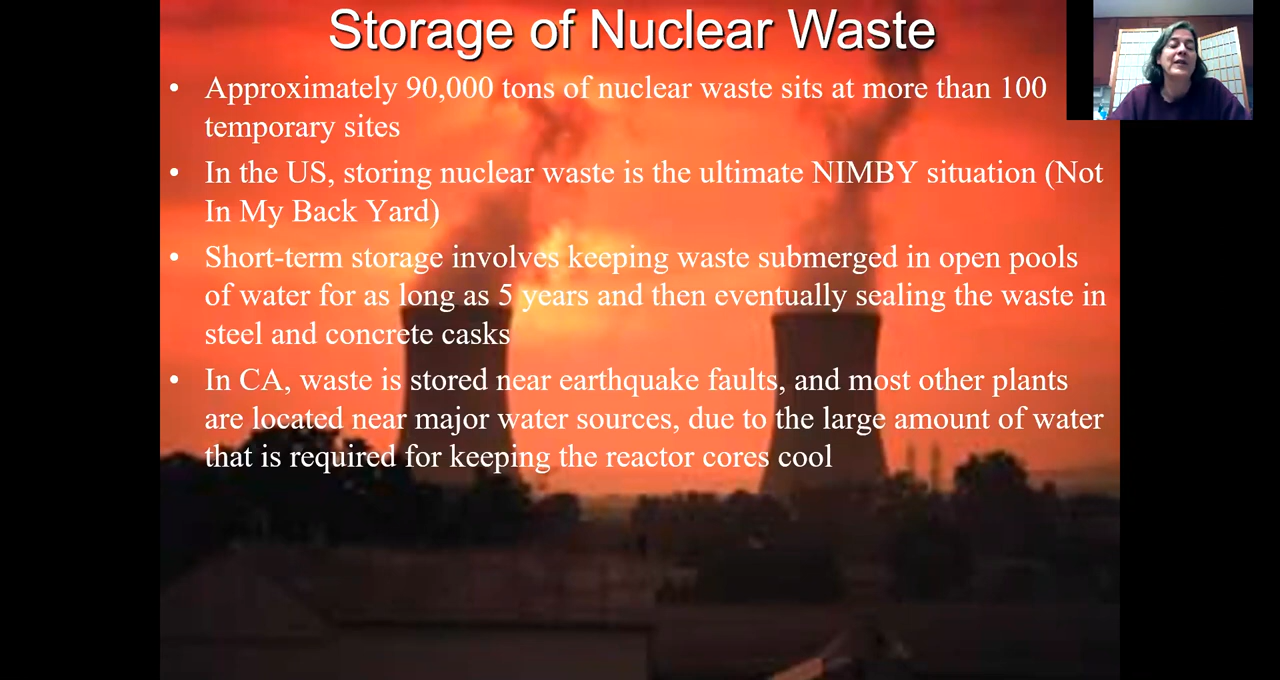 Storage of Nuclear Waste
• Approximately 90,000 tons of nuclear waste sits at more than 100
temporary sites
• In the US, storing nuclear waste is the ultimate NIMBY situation (Not
In My Back Yard)
• Short-term storage involves keeping waste submerged in open pools
of water for as long as 5 years and then eventually sealing the waste in
steel and concrete casks
• In CA, waste is stored near earthquake faults, and most other plants
are located near major water sources, due to the large amount of water
that is required for keeping the reactor cores cool